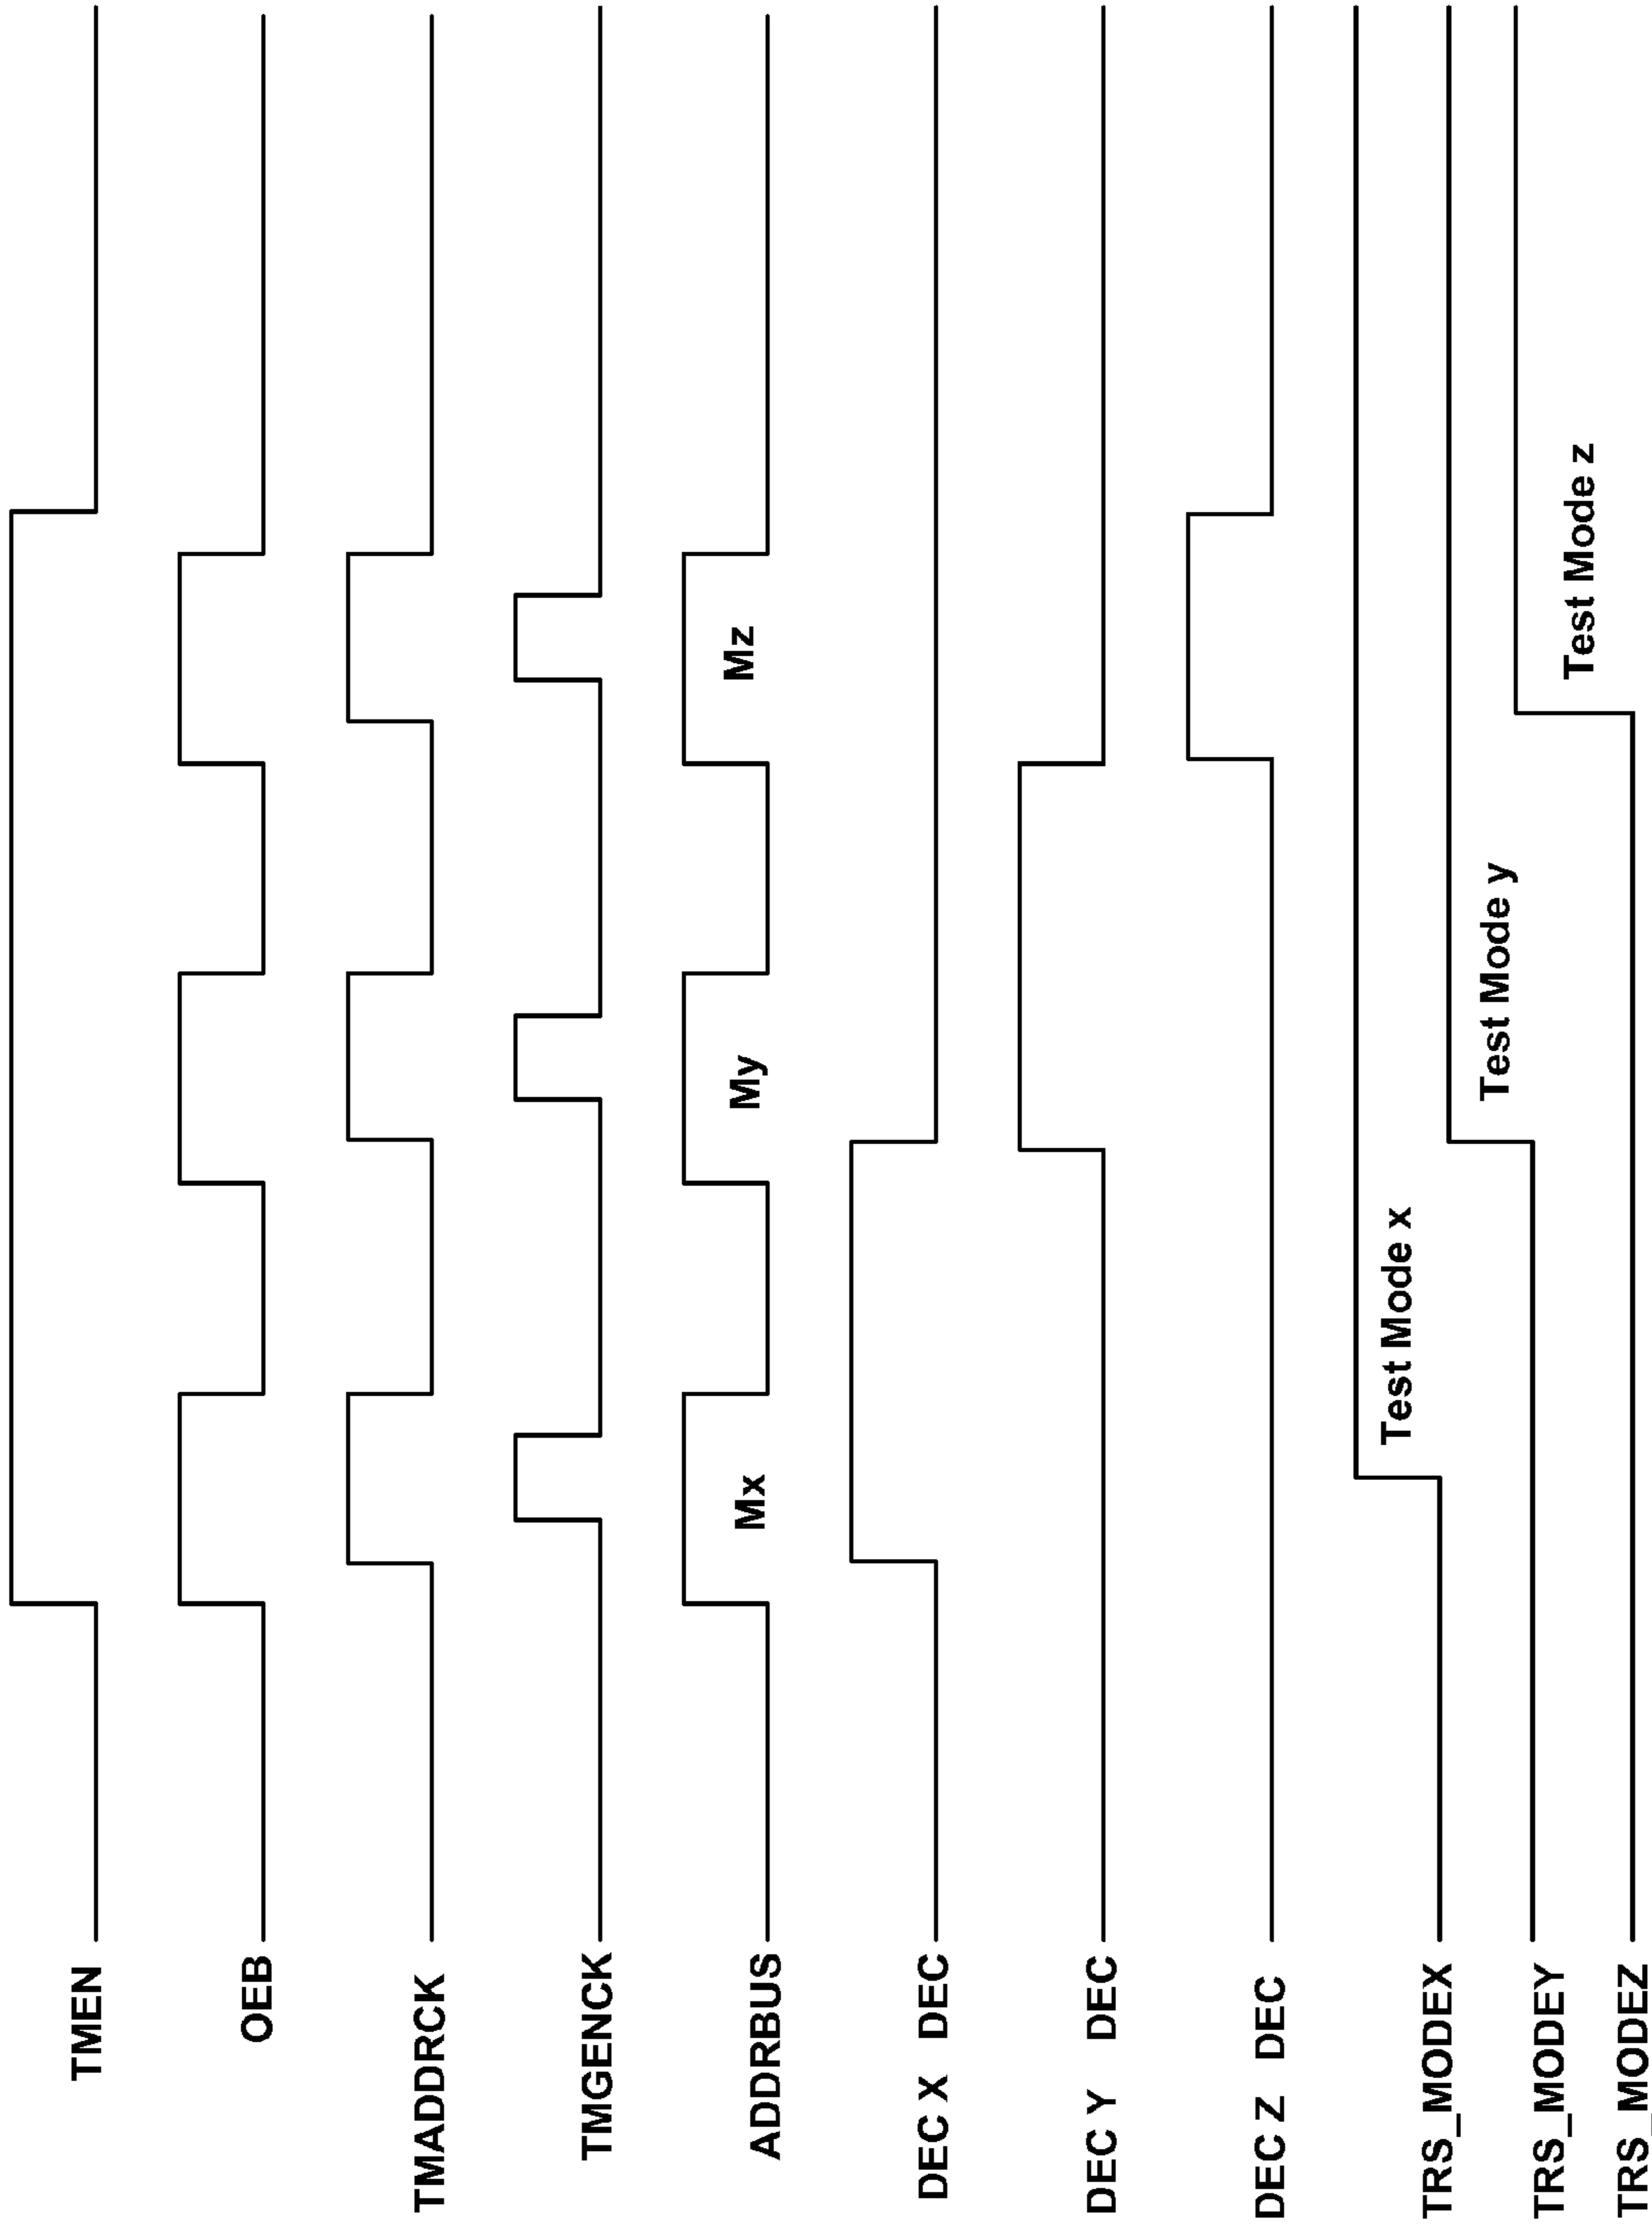 TMEN
OEB
TMADDRCK
TMGENCK
ADDRBUS
Mx
My
Mz
DEC X DEC
DEC Y DEC
DEC Z DEC
TRS_MODEX
Test Mode x
TRS_MODEY
Test Mode y
TRS_MODEZ
Test Mode z